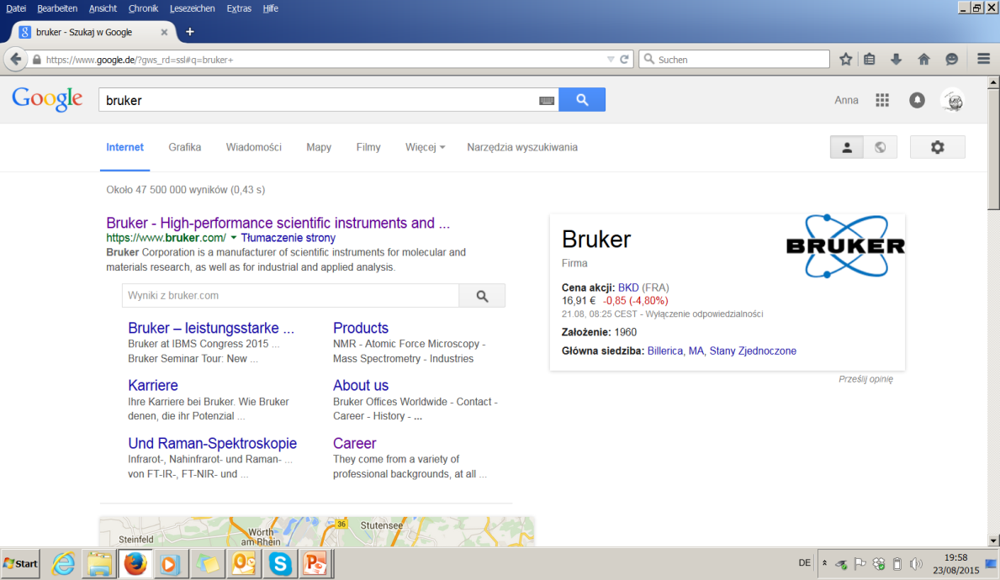 Datei Bearbeiten Ansicht Chronik Lesezeichen Extras Hilfe
bruker - Szukaj w Google
https://www.google.de/?gws_rd=ssl#q=bruker+
Suchen
Google
bruker
Anna
Internet Grafika Wiadomości Mapy Filmy Więcej Narzędzia wyszukiwania
Około 47 500 000 wyników (0,43 s)
Bruker - High-performance scientific instruments and ...
https://www.bruker.com/ Tłumaczenie strony
Bruker Corporation is a manufacturer of scientific instruments for molecular and
materials research, as well as for industrial and applied analysis.
Wyniki z bruker.com
Bruker – leistungsstarke ...
Bruker at IBMS Congress 2015 ...
Bruker Seminar Tour: New ...
Products
NMR - Atomic Force Microscopy -
Mass Spectrometry - Industries
Karriere
Ihre Karriere bei Bruker. Wie Bruker
denen, die ihr Potenzial ...
About us
Bruker Offices Worldwide - Contact -
Career - History - ...
Und Raman-Spektroskopie
Infrarot-, Nahinfrarot- und Raman- ...
von FT-IR-, FT-NIR- und ...
Career
They come from a variety of
professional backgrounds, at all ...
Bruker
Firma
BRUKER
Cena akcji: BKD (FRA)
16,91 € -0,85 (-4,80%)
21.08, 08:25 CEST - Wyłączenie odpowiedzialności
Założenie: 1960
Główna siedziba: Billerica, MA, Stany Zjednoczone
Prześlij opinię
Steinfeld
Wörth
am Rhein
36
Stutensee
Start
DE
19:58
23/08/2015